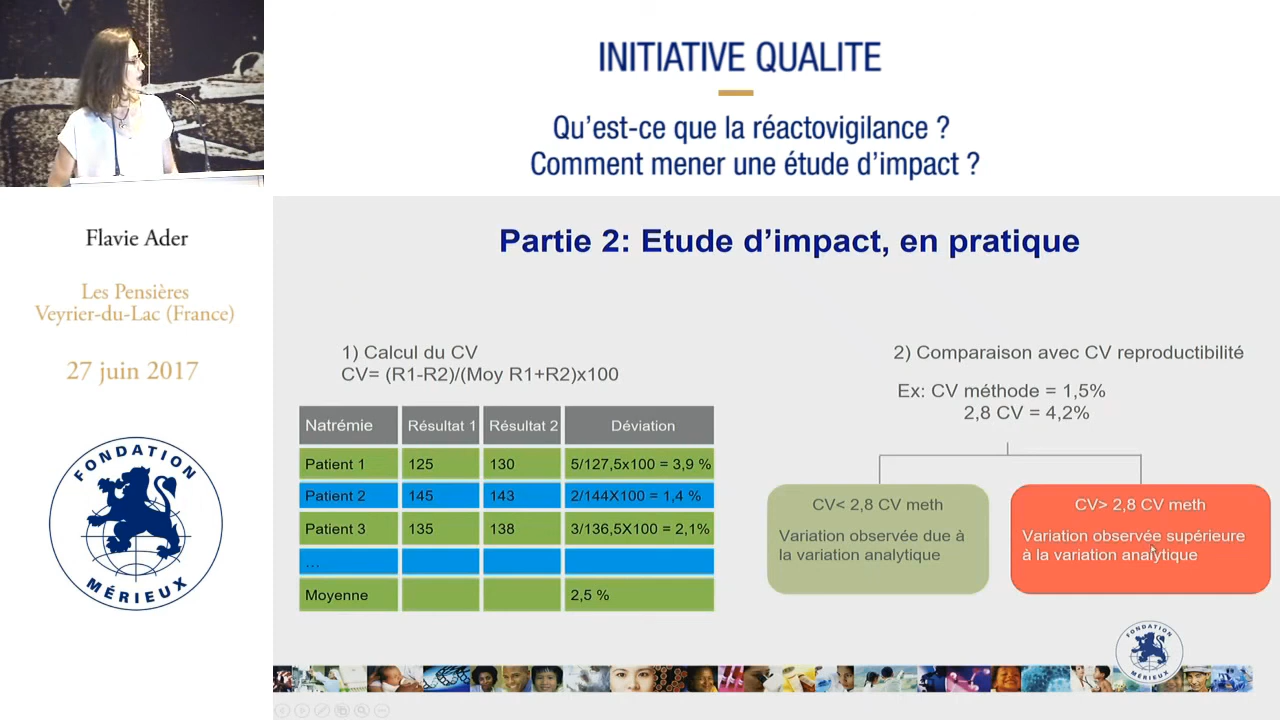 INITIATIVE QUALITE
Qu'est-ce que la réactovigilance ?
Comment mener une étude d'impact ?
Flavie Ader
Les Pensières
Veyrier-du-Lac (France)
27 juin 2017
FONDATION
MÉRIEUX
Partie 2: Etude d'impact, en pratique
1) Calcul du CV
CV= (R1-R2)/(Moy R1+R2)x100
Natrémie Résultat 1 Résultat 2 Déviation
Patient 1 125 130 5/127,5x100 = 3,9 %
Patient 2 145 143 2/144X100 = 1,4 %
Patient 3 135 138 3/136,5X100 = 2,1%
...
Moyenne 2,5 %
2) Comparaison avec CV reproductibilité
Ex: CV méthode = 1,5%
2,8 CV = 4,2%
CV< 2,8 CV meth
Variation observée due à
la variation analytique
CV> 2,8 CV meth
Variation observée supérieure
à la variation analytique
FONDATION
MÉRIEUX